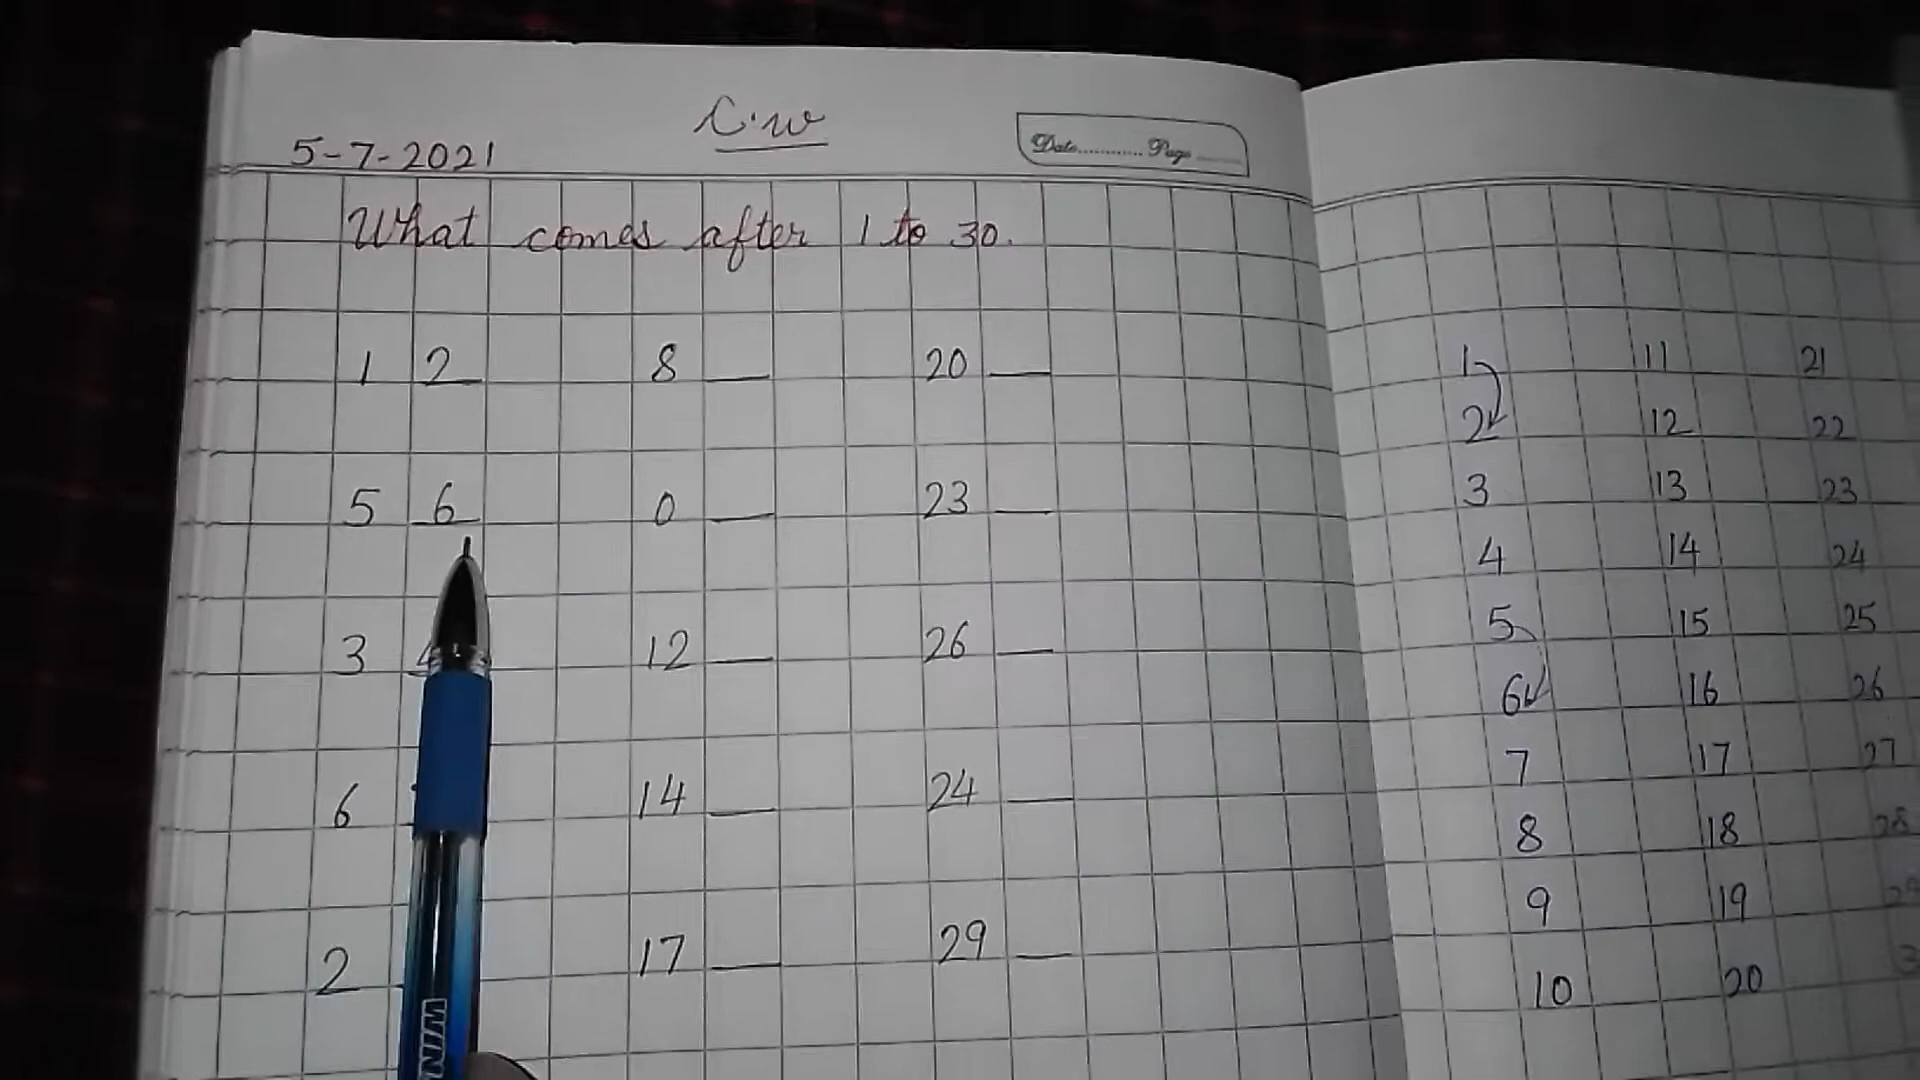 C.W
5-7-2021
Date............ Page ........
What comes after 1 to 30.
1 2 8 __ 20 __
5 6 0 __ 23 __
3 12 __ 26 __
6 14 __ 24 __
2 17 __ 29 __
1 11 21
2 12 22
3 13 23
4 14 24
5 15 25
6 16 26
7 17 27
8 18 28
9 19
10 20